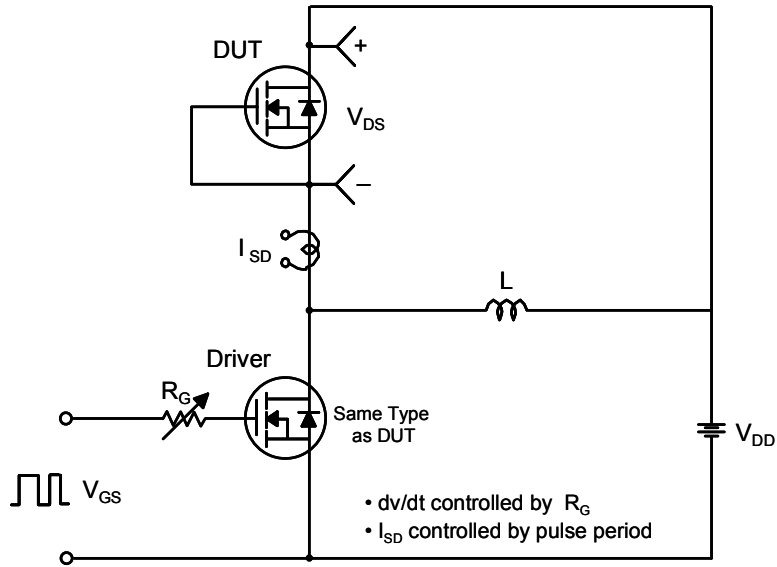 DUT
+
VDS
–
I SD
L
Driver
RG
Same Type
as DUT
VDD
VGS
• dv/dt controlled by RG
• ISD controlled by pulse period